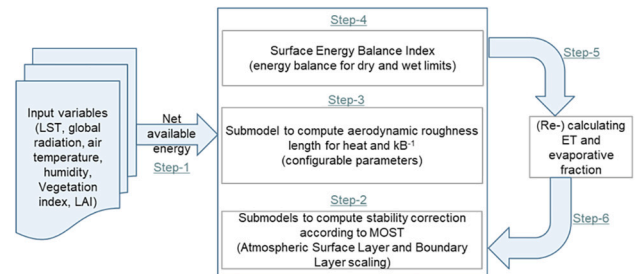 Input variables
(LST, global
radiation, air
temperature,
humidity,
Vegetation
index, LAI)
Net
available
energy
Step-1
Step-4
Surface Energy Balance Index
(energy balance for dry and wet limits)
Step-3
Submodel to compute aerodynamic roughness
length for heat and kB⁻¹
(configurable parameters)
Step-2
Submodels to compute stability correction
according to MOST
(Atmospheric Surface Layer and Boundary
Layer scaling)
Step-5
(Re-) calculating
ET and
evaporative
fraction
Step-6